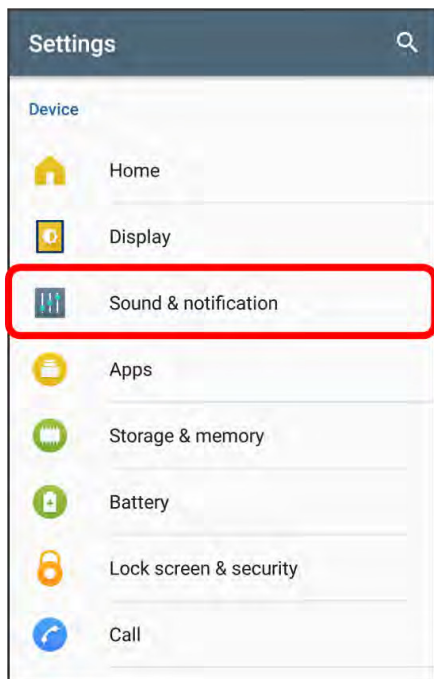 Settings
Device
Home
Display
Sound & notification
Apps
Storage & memory
Battery
Lock screen & security
Call